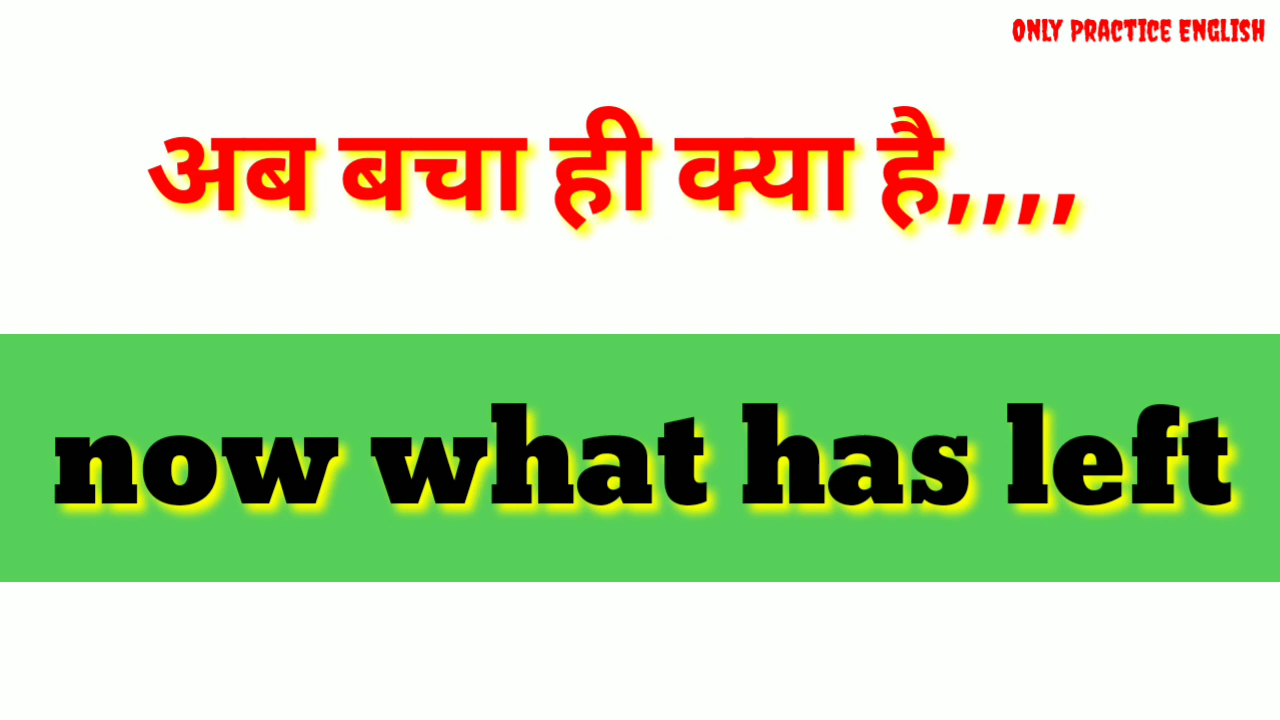 ONLY PRACTICE ENGLISH
अब बचा ही क्या है,,,,
now what has left